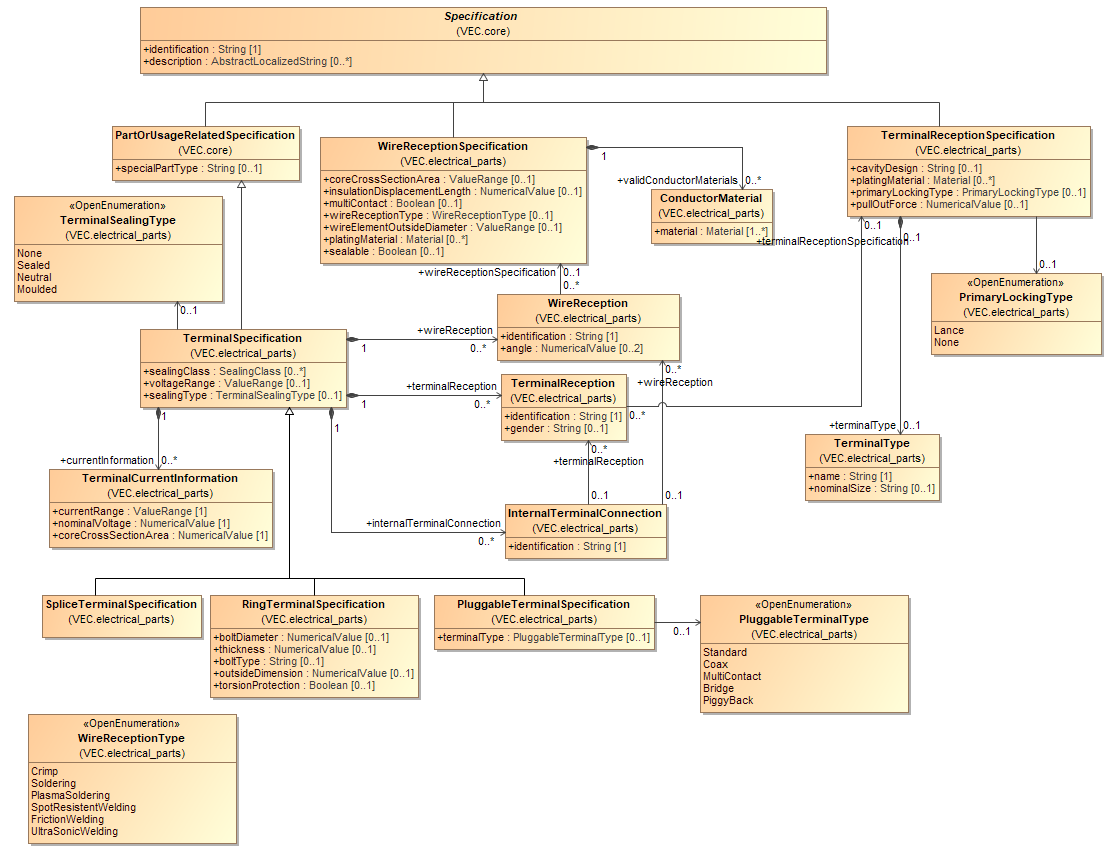 Specification
(VEC.core)
+identification : String [1]
+description : AbstractLocalizedString [0..*]
PartOrUsageRelatedSpecification
(VEC.core)
+specialPartType : String [0..1]
WireReceptionSpecification
(VEC.electrical_parts)
+coreCrossSectionArea : ValueRange [0..1]
+insulationDisplacementLength : NumericalValue [0..1]
+multiContact : Boolean [0..1]
+wireReceptionType : WireReceptionType [0..1]
+wireElementOutsideDiameter : ValueRange [0..1]
+platingMaterial : Material [0..*]
+sealable : Boolean [0..1]
1
+validConductorMaterials
0..*
ConductorMaterial
(VEC.electrical_parts)
+material : Material [1..*]
TerminalReceptionSpecification
(VEC.electrical_parts)
+cavityDesign : String [0..1]
+platingMaterial : Material [0..*]
+primaryLockingType : PrimaryLockingType [0..1]
+pullOutForce : NumericalValue [0..1]
0..1
+terminalReceptionSpecification
0..1
0..1
«OpenEnumeration»
PrimaryLockingType
(VEC.electrical_parts)
Lance
None
«OpenEnumeration»
TerminalSealingType
(VEC.electrical_parts)
None
Sealed
Neutral
Moulded
0..1
+wireReceptionSpecification
0..1
0..*
WireReception
(VEC.electrical_parts)
+identification : String [1]
+angle : NumericalValue [0..2]
TerminalSpecification
(VEC.electrical_parts)
+sealingClass : SealingClass [0..*]
+voltageRange : ValueRange [0..1]
+sealingType : TerminalSealingType [0..1]
1
+wireReception
0..*
1
+terminalReception
0..*
TerminalReception
(VEC.electrical_parts)
+identification : String [1]
+gender : String [0..1]
0..*
+wireReception
0..*
1
1
0..*
+terminalReception
0..1
0..1
+terminalType
0..1
TerminalType
(VEC.electrical_parts)
+name : String [1]
+nominalSize : String [0..1]
+currentInformation
0..*
TerminalCurrentInformation
(VEC.electrical_parts)
+currentRange : ValueRange [1]
+nominalVoltage : NumericalValue [1]
+coreCrossSectionArea : NumericalValue [1]
+internalTerminalConnection
0..*
InternalTerminalConnection
(VEC.electrical_parts)
+identification : String [1]
SpliceTerminalSpecification
(VEC.electrical_parts)
RingTerminalSpecification
(VEC.electrical_parts)
+boltDiameter : NumericalValue [0..1]
+thickness : NumericalValue [0..1]
+boltType : String [0..1]
+outsideDimension : NumericalValue [0..1]
+torsionProtection : Boolean [0..1]
PluggableTerminalSpecification
(VEC.electrical_parts)
+terminalType : PluggableTerminalType [0..1]
0..1
«OpenEnumeration»
PluggableTerminalType
(VEC.electrical_parts)
Standard
Coax
MultiContact
Bridge
PiggyBack
«OpenEnumeration»
WireReceptionType
(VEC.electrical_parts)
Crimp
Soldering
PlasmaSoldering
SpotResistentWelding
FrictionWelding
UltraSonicWelding